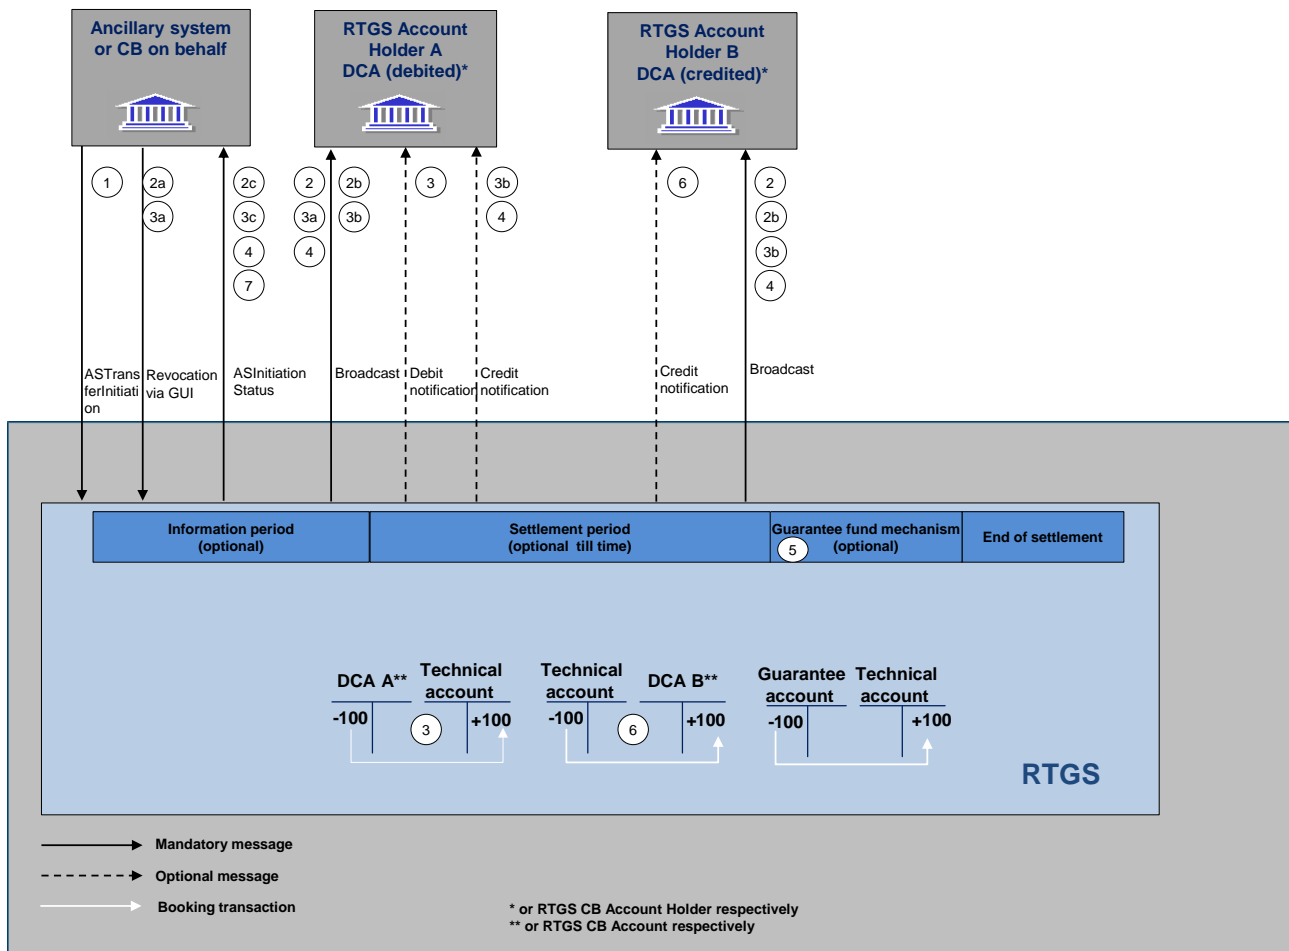 Ancillary system
or CB on behalf
RTGS Account
Holder A
DCA (debited)*
RTGS Account
Holder B
DCA (credited)*
1
2a
3a
2c
3c
4
7
2
3a
4
2b
3b
3
3b
4
6
2
2b
3b
4
ASTrans
ferInitiati
on
Revocation
via GUI
ASInitiation
Status
Broadcast
Debit
notification
Credit
notification
Credit
notification
Broadcast
Information period
(optional)
Settlement period
(optional till time)
Guarantee fund mechanism
(optional)
5
End of settlement
DCA A**
Technical
account
-100
3
+100
Technical
account
DCA B**
-100
6
+100
Guarantee
account
Technical
account
-100
+100
RTGS
Mandatory message
Optional message
Booking transaction
* or RTGS CB Account Holder respectively
** or RTGS CB Account respectively